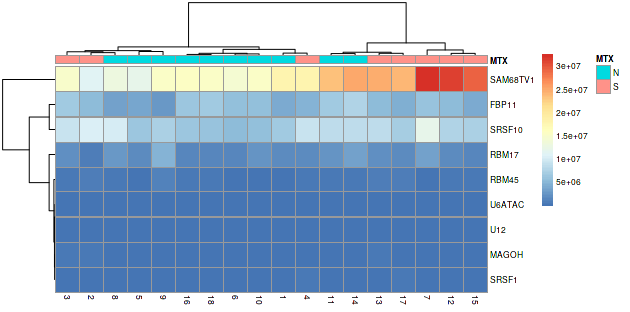 MTX
SAM68TV1
FBP11
SRSF10
RBM17
RBM45
U6ATAC
U12
MAGOH
SRSF1
3 2 8 5 9 16 18 6 10 1 4 11 14 13 17 7 12 15
3e+07
2.5e+07
2e+07
1.5e+07
1e+07
5e+06
MTX
N
S